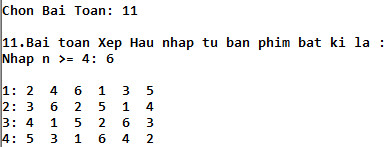 Chon Bai Toan: 11
11.Bai toan Xep Hau nhap tu ban phim bat ki la :
Nhap n >= 4: 6
1: 2 4 6 1 3 5
2: 3 6 2 5 1 4
3: 4 1 5 2 6 3
4: 5 3 1 6 4 2